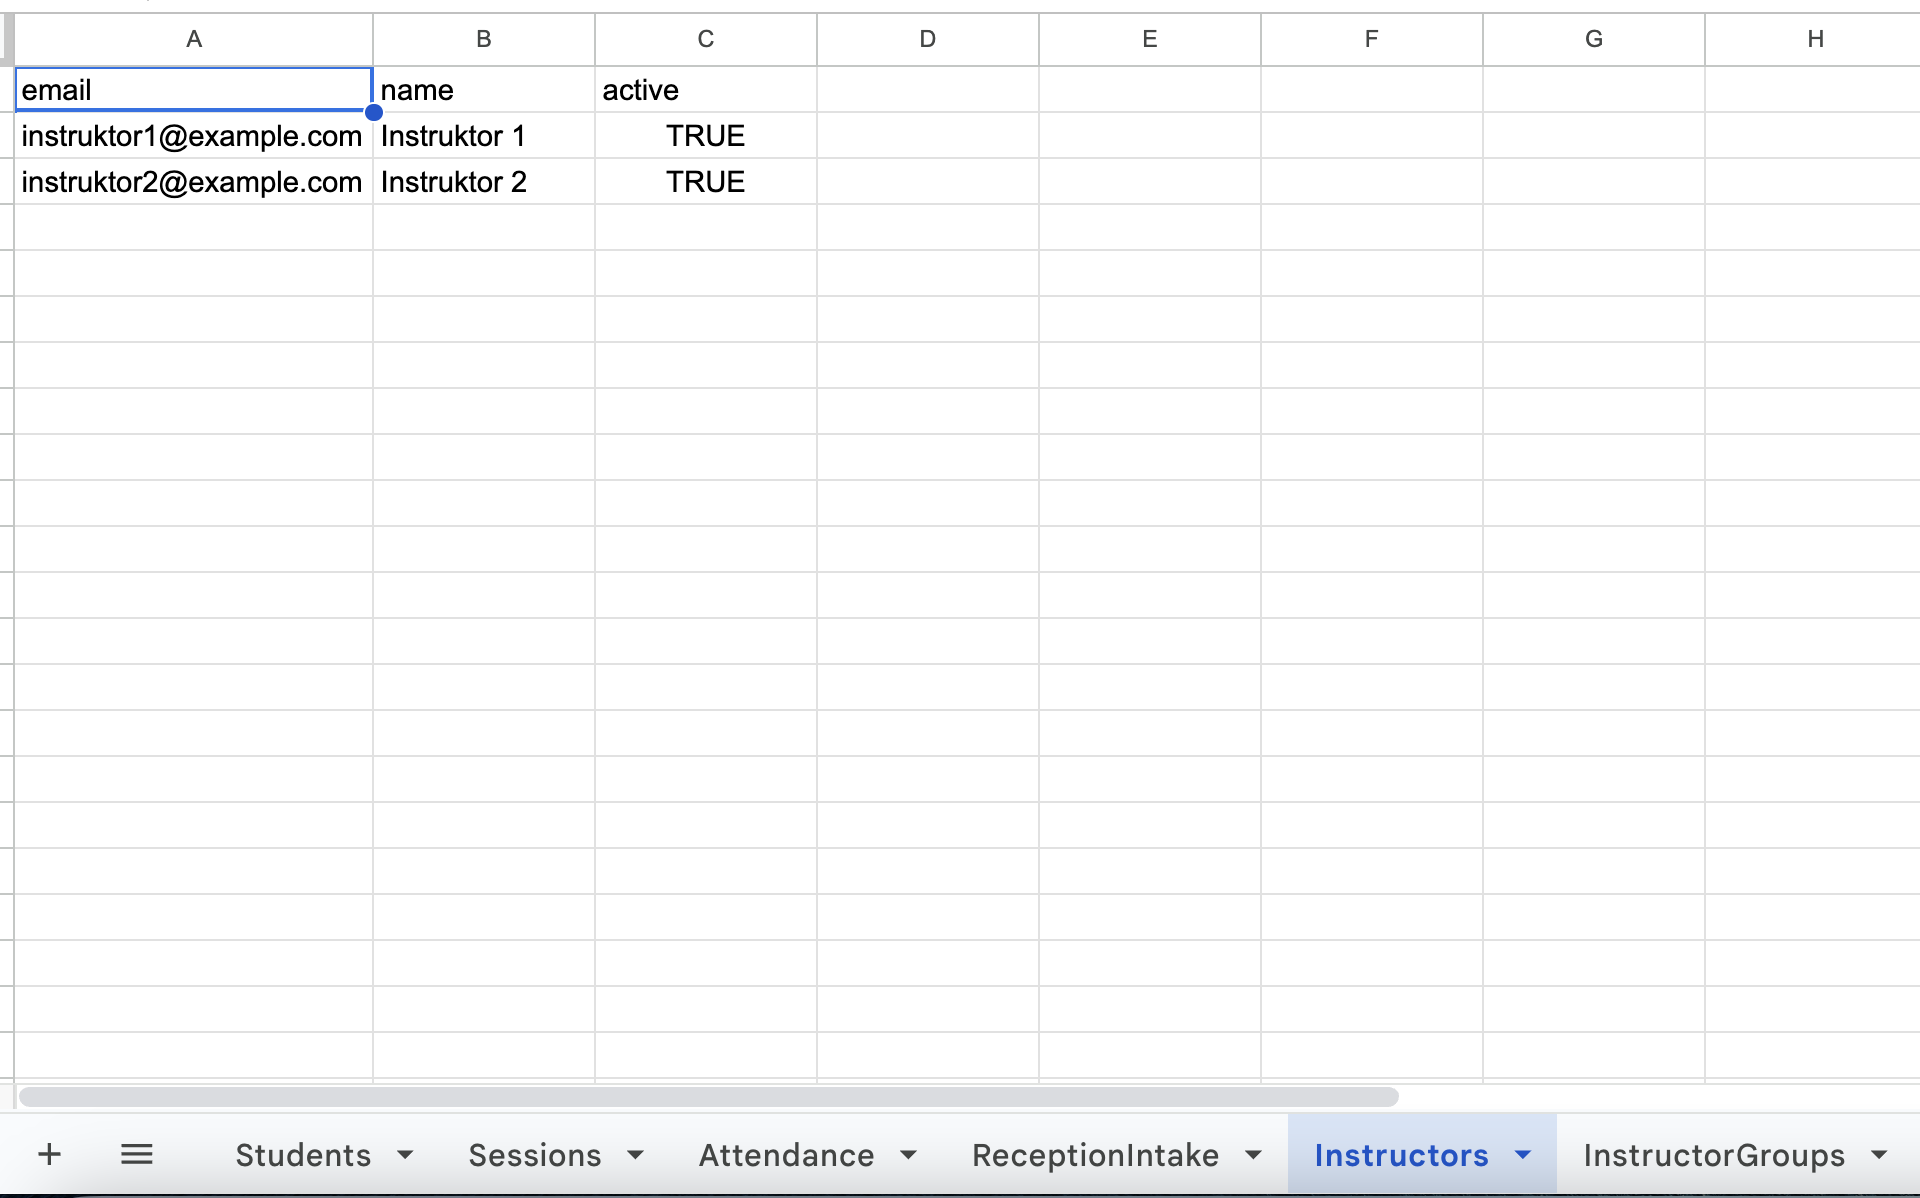 A B C D E F G H
email name active
instruktor1@example.com Instruktor 1 TRUE
instruktor2@example.com Instruktor 2 TRUE
+ Students Sessions Attendance ReceptionIntake Instructors InstructorGroups